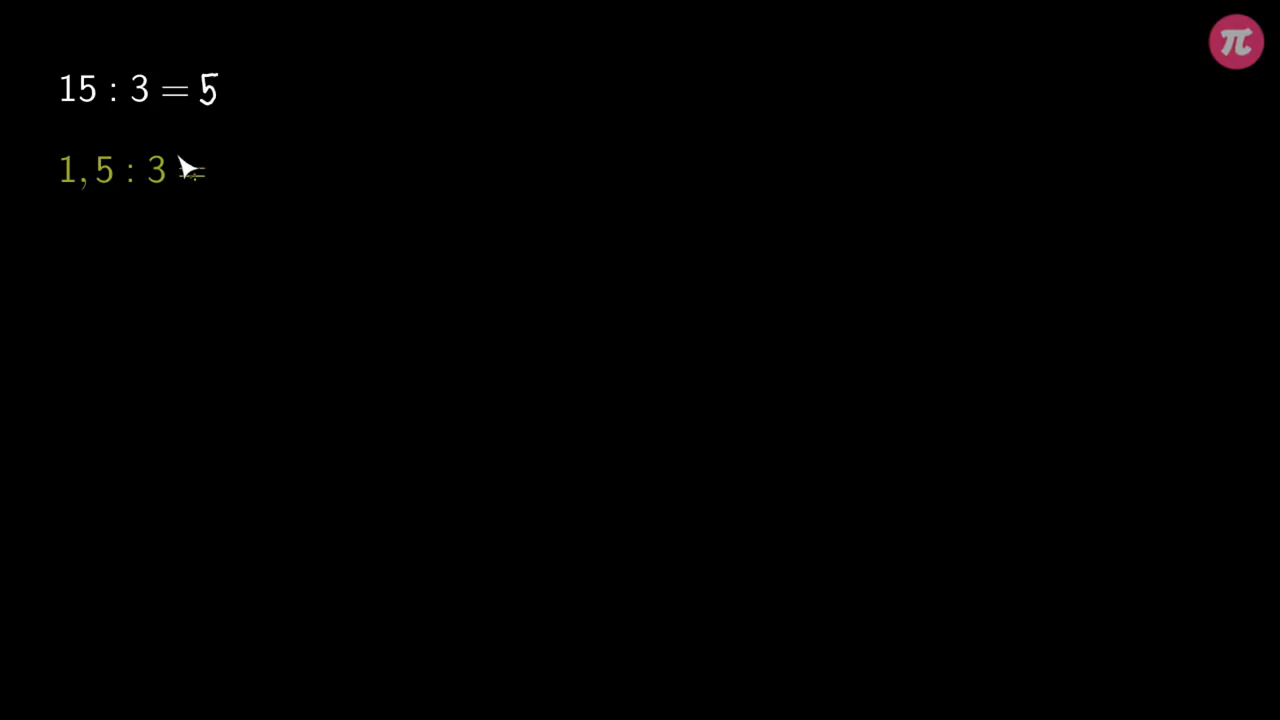 π
15 : 3 = 5
1,5 : 3 =